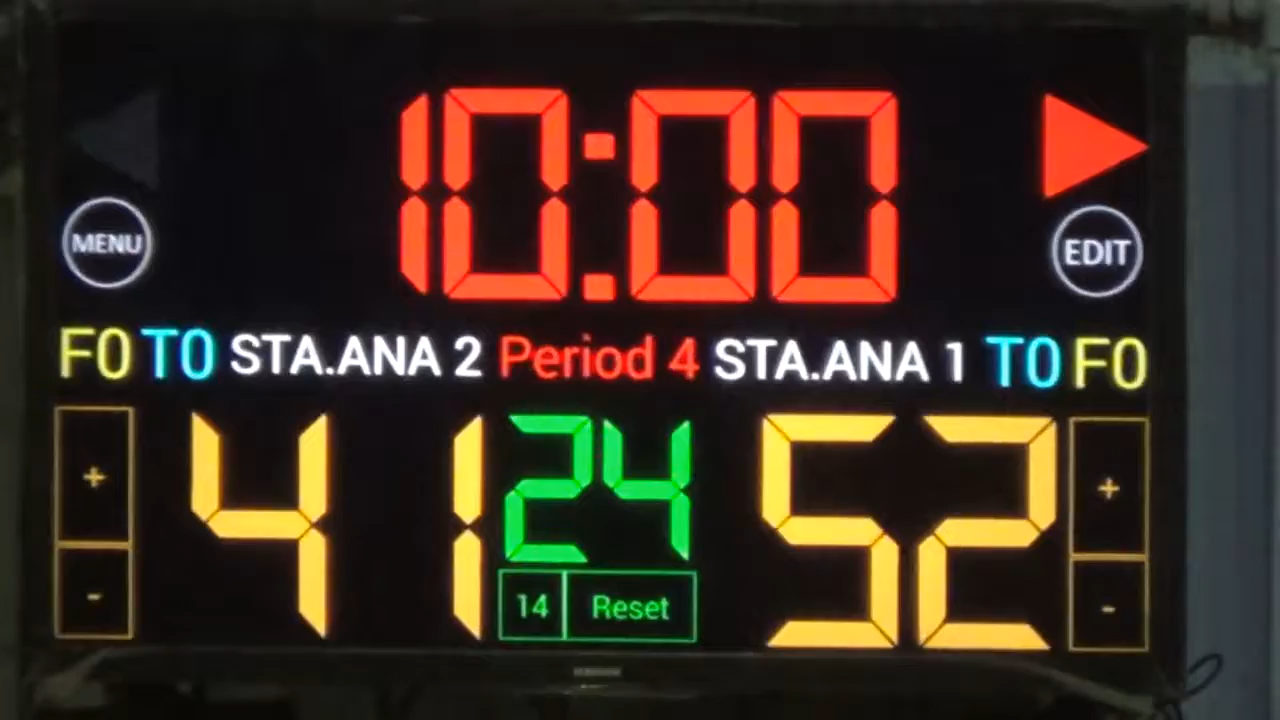 10:00
MENU
EDIT
F0 T0 STA.ANA 2 Period 4 STA.ANA 1 T0 F0
+ 41 24 52 +
- 14 Reset -